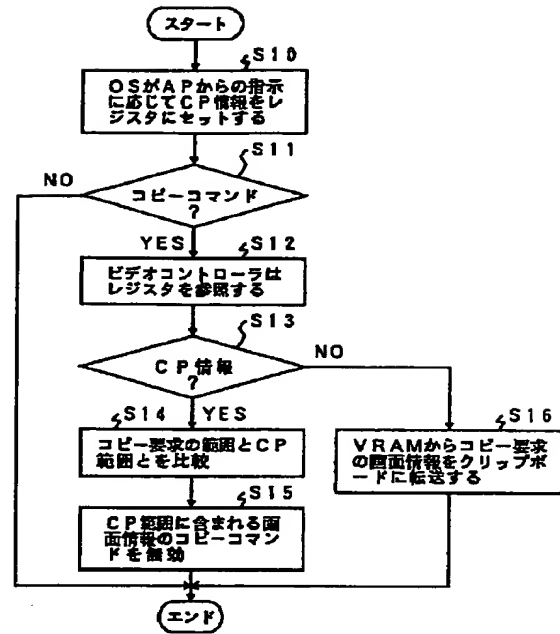 スタート
S10
OSがAPからの指示
に応じてCP情報をレ
ジスタにセットする
S11
NO
コピーコマンド
?
YES
S12
ビデオコントローラは
レジスタを参照する
S13
NO
CP情報
?
S14
YES
S16
コピー要求の範囲とCP
範囲とを比較
VRAMからコピー要求
の画面情報をクリップボ
ードに転送する
S15
CP範囲に含まれる画
面情報のコピーコマン
ドを無効
エンド